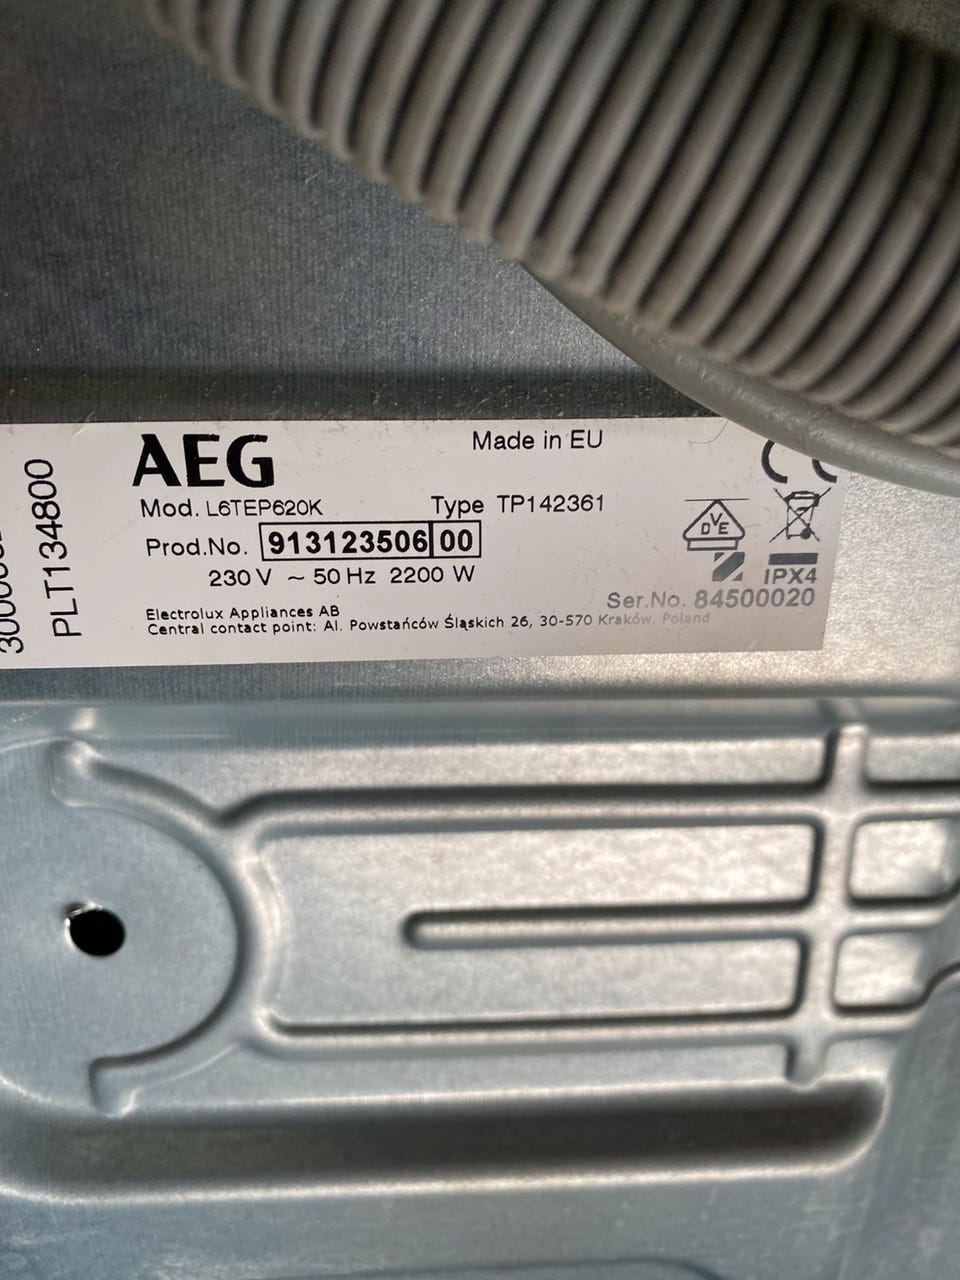 AEG
Made in EU
Mod. L6TEP620K
Type TP142361
Prod.No. 913123506 00
230 V ~ 50 Hz 2200 W
DVE
IPX4
Ser.No. 84500020
Electrolux Appliances AB
Central contact point: Al. Powstańców Śląskich 26, 30-570 Kraków, Poland
PLT134800